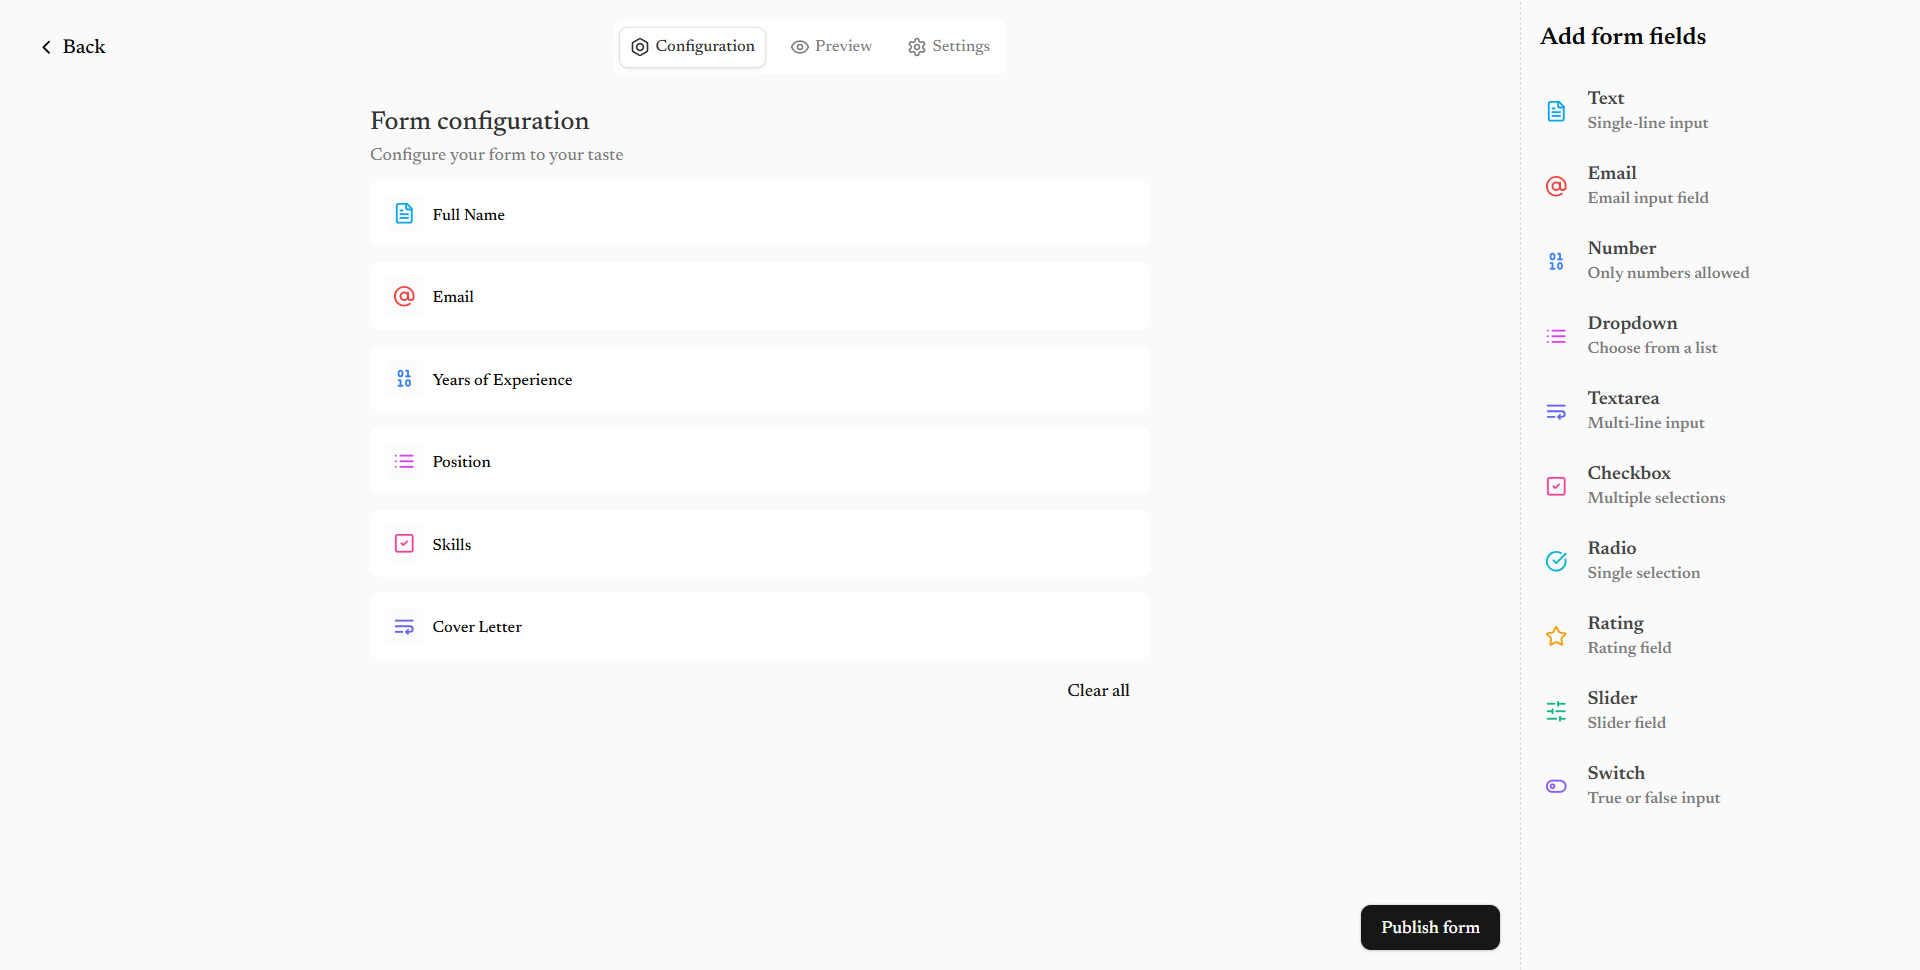 Back
Configuration
Preview
Settings
Form configuration
Configure your form to your taste
Full Name
Email
Years of Experience
Position
Skills
Cover Letter
Clear all
Publish form
Add form fields
Text
Single-line input
Email
Email input field
Number
Only numbers allowed
Dropdown
Choose from a list
Textarea
Multi-line input
Checkbox
Multiple selections
Radio
Single selection
Rating
Rating field
Slider
Slider field
Switch
True or false input